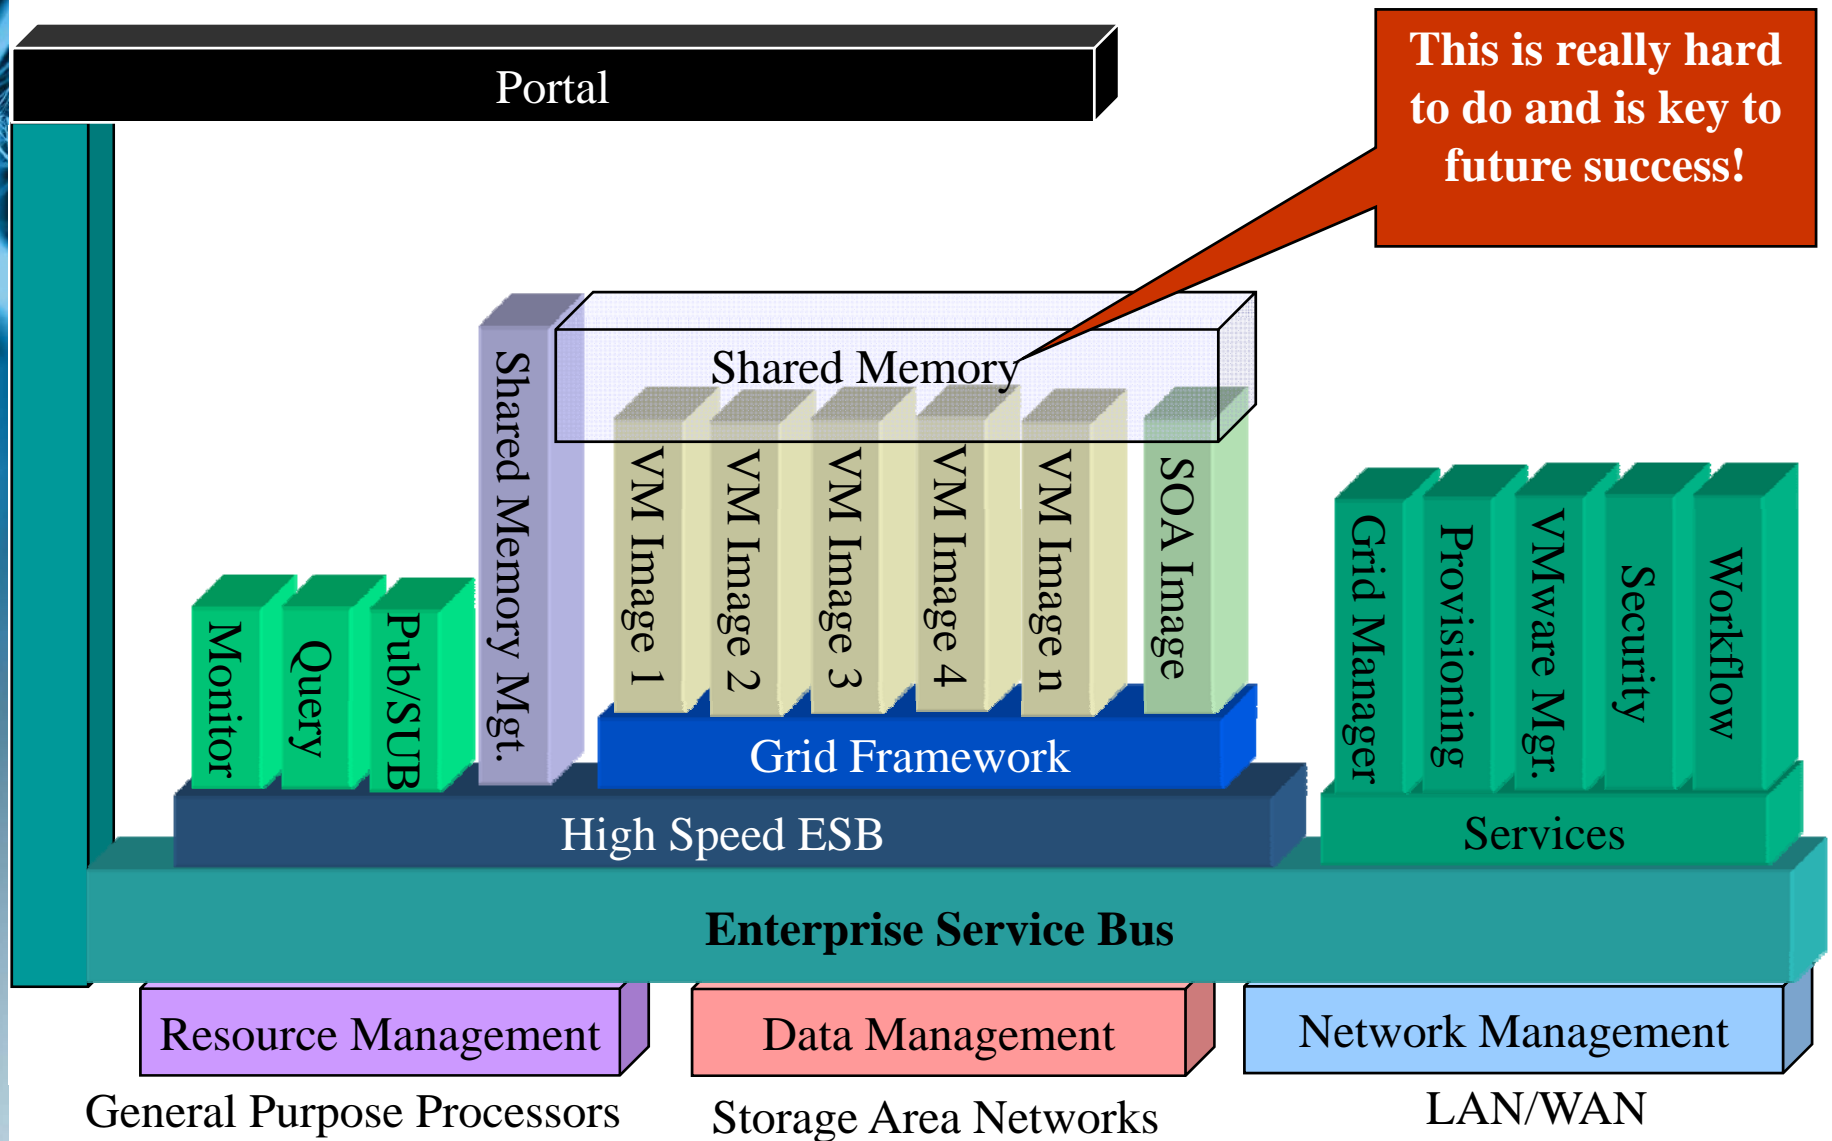 Portal
This is really hard
to do and is key to
future success!
Shared Memory
Shared Memory Mgt.
VM Image 1
VM Image 2
VM Image 3
VM Image 4
VM Image n
SOA Image
Monitor
Query
Pub/SUB
Grid Manager
Provisioning
VMware Mgr.
Security
Workflow
Grid Framework
High Speed ESB
Services
Enterprise Service Bus
Resource Management
Data Management
Network Management
General Purpose Processors
Storage Area Networks
LAN/WAN